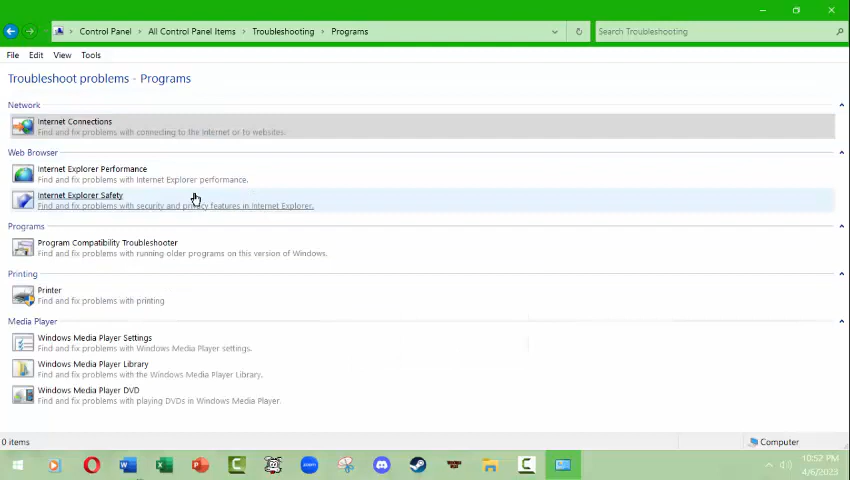 Control Panel > All Control Panel Items > Troubleshooting > Programs
Search Troubleshooting
File Edit View Tools
Troubleshoot problems - Programs
Network
Internet Connections
Find and fix problems with connecting to the Internet or to websites.
Web Browser
Internet Explorer Performance
Find and fix problems with Internet Explorer performance.
Internet Explorer Safety
Find and fix problems with security and privacy features in Internet Explorer.
Programs
Program Compatibility Troubleshooter
Find and fix problems with running older programs on this version of Windows.
Printing
Printer
Find and fix problems with printing
Media Player
Windows Media Player Settings
Find and fix problems with Windows Media Player settings.
Windows Media Player Library
Find and fix problems with the Windows Media Player Library.
Windows Media Player DVD
Find and fix problems with playing DVDs in Windows Media Player.
0 items
Computer
10:52 PM
4/6/2023